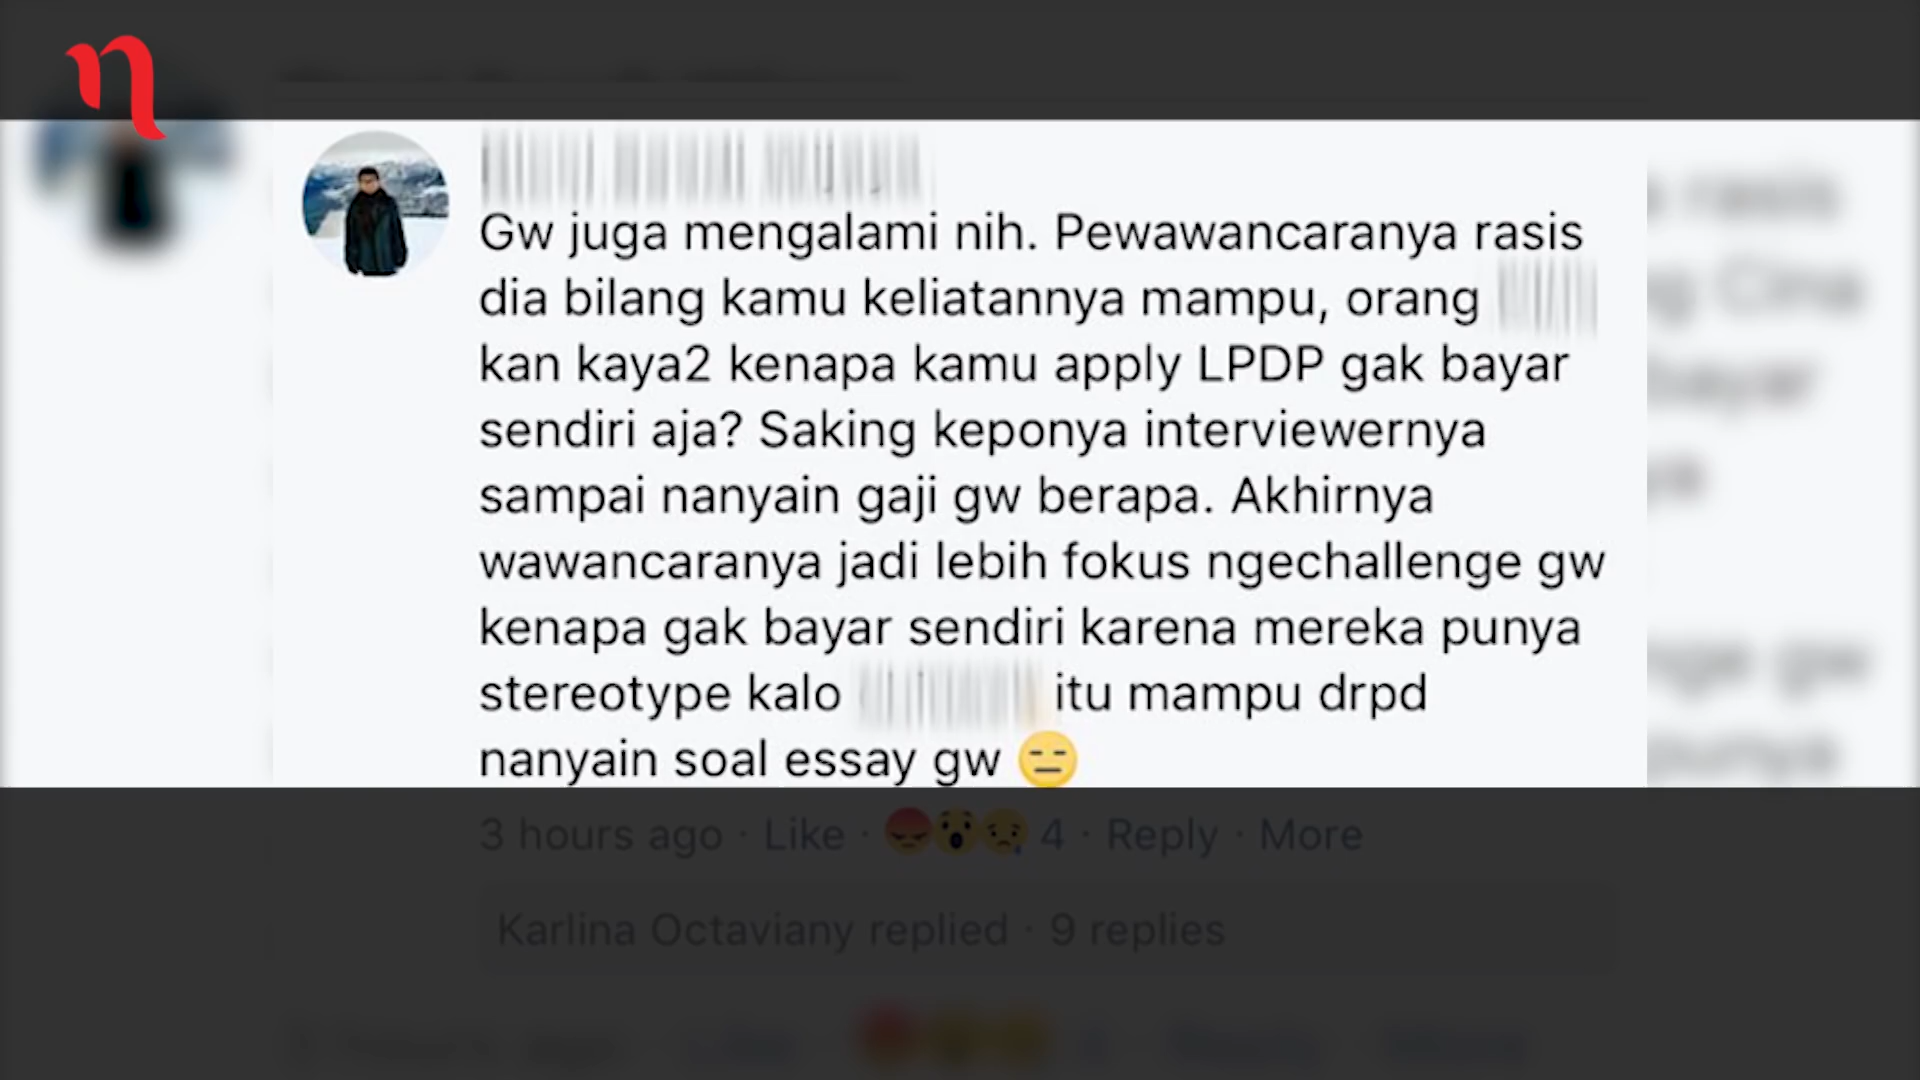 Gw juga mengalami nih. Pewawancaranya rasis
dia bilang kamu keliatannya mampu, orang
kan kaya2 kenapa kamu apply LPDP gak bayar
sendiri aja? Saking keponya interviewernya
sampai nanyain gaji gw berapa. Akhirnya
wawancaranya jadi lebih fokus ngechallenge gw
kenapa gak bayar sendiri karena mereka punya
stereotype kalo itu mampu drpd
nanyain soal essay gw
3 hours ago · Like · 4 · Reply · More
Karlina Octaviany replied · 9 replies